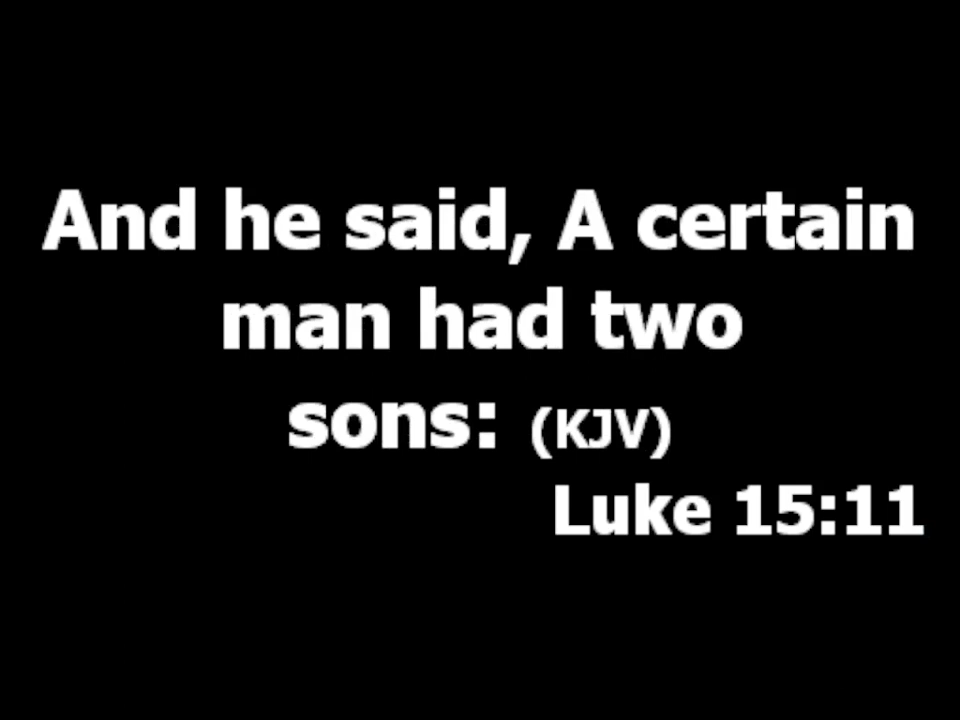 And he said, A certain
man had two
sons: (KJV)
Luke 15:11